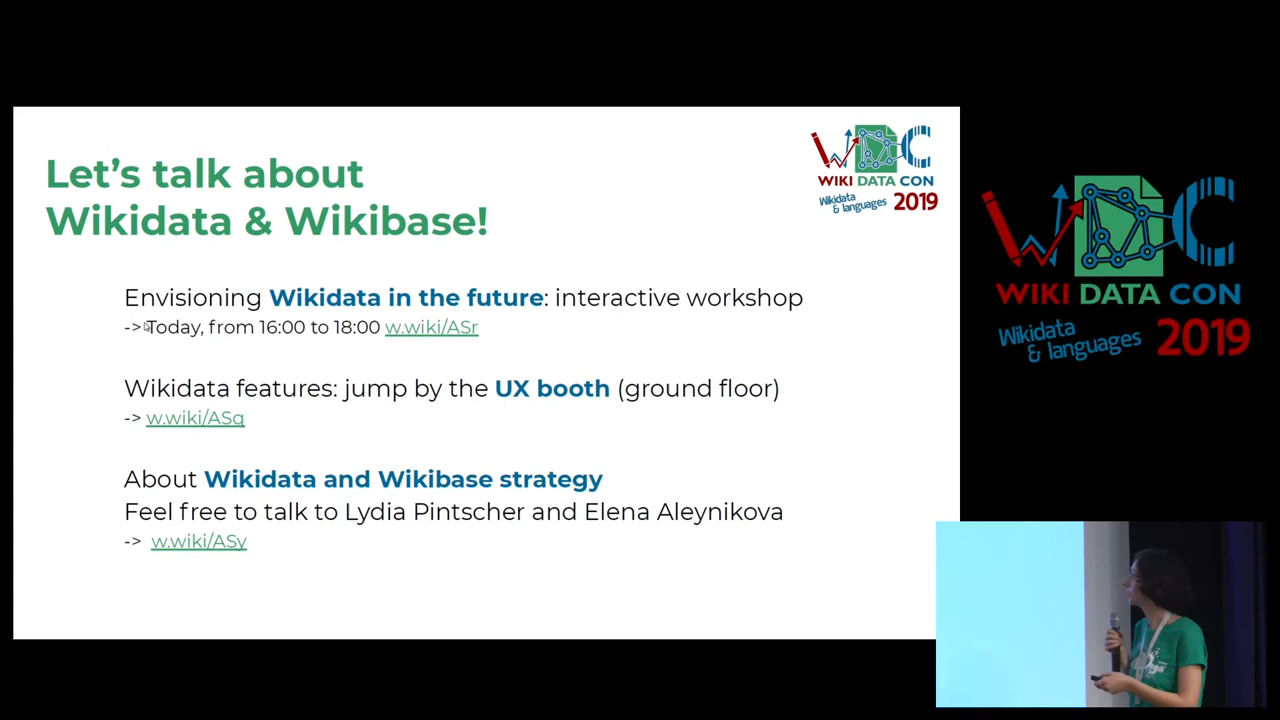 Let's talk about
Wikidata & Wikibase!
WIKI DATA CON
Wikidata
& languages
2019
Envisioning Wikidata in the future: interactive workshop
-> Today, from 16:00 to 18:00 w.wiki/ASr
Wikidata features: jump by the UX booth (ground floor)
-> w.wiki/ASq
About Wikidata and Wikibase strategy
Feel free to talk to Lydia Pintscher and Elena Aleynikova
-> w.wiki/ASy
WDC
WIKI DATA CON
Wikidata
& languages
2019